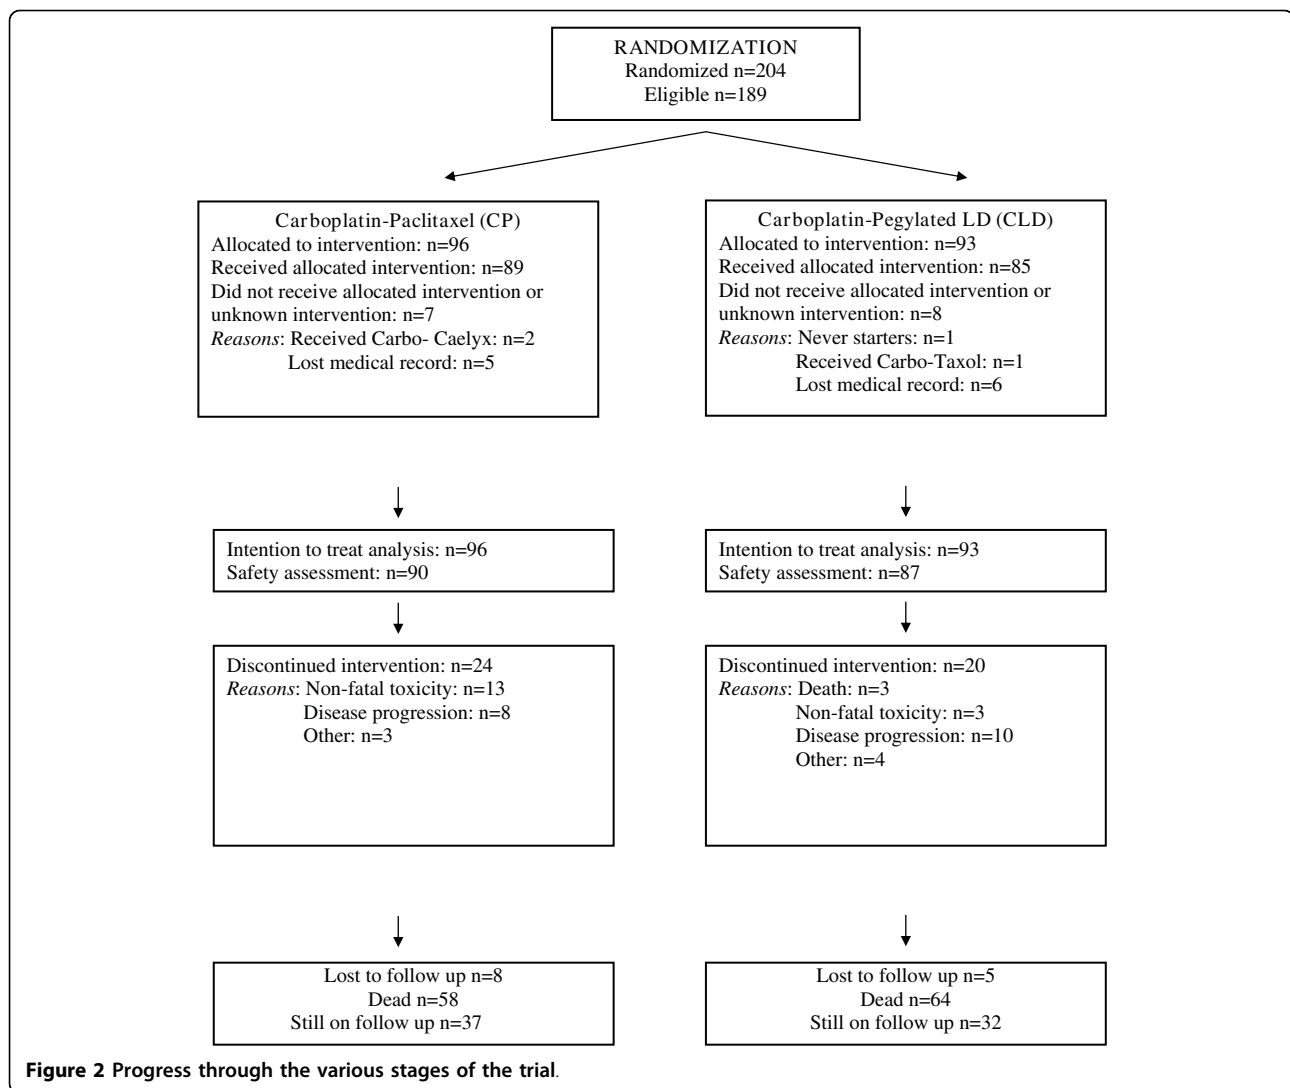 RANDOMIZATION
Randomized n=204
Eligible n=189
Carboplatin-Paclitaxel (CP)
Allocated to intervention: n=96
Received allocated intervention: n=89
Did not receive allocated intervention or
unknown intervention: n=7
Reasons: Received Carbo- Caelyx: n=2
Lost medical record: n=5
Carboplatin-Pegylated LD (CLD)
Allocated to intervention: n=93
Received allocated intervention: n=85
Did not receive allocated intervention or
unknown intervention: n=8
Reasons: Never starters: n=1
Received Carbo-Taxol: n=1
Lost medical record: n=6
Intention to treat analysis: n=96
Safety assessment: n=90
Intention to treat analysis: n=93
Safety assessment: n=87
Discontinued intervention: n=24
Reasons: Non-fatal toxicity: n=13
Disease progression: n=8
Other: n=3
Discontinued intervention: n=20
Reasons: Death: n=3
Non-fatal toxicity: n=3
Disease progression: n=10
Other: n=4
Lost to follow up n=8
Dead n=58
Still on follow up n=37
Lost to follow up n=5
Dead n=64
Still on follow up n=32
Figure 2 Progress through the various stages of the trial.